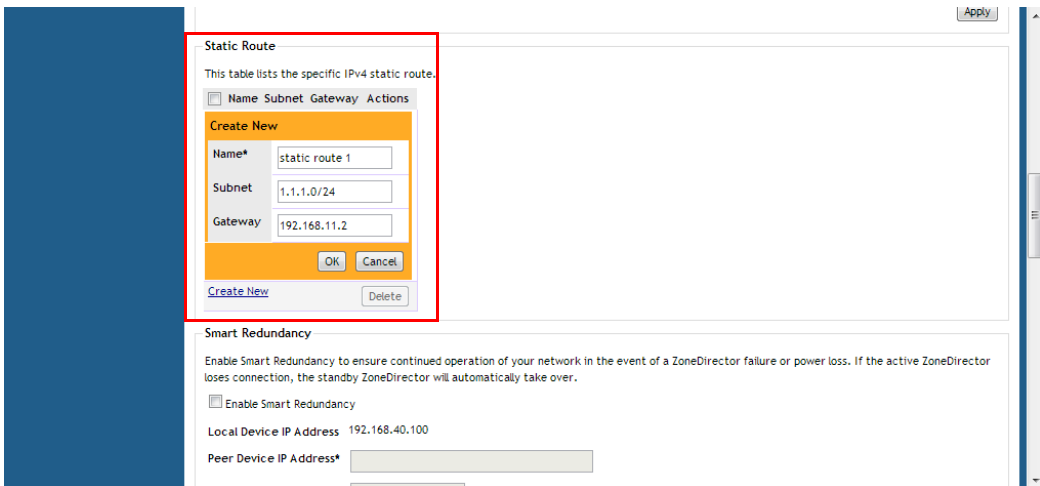 Apply
Static Route
This table lists the specific IPv4 static route.
Name Subnet Gateway Actions
Create New
Name* static route 1
Subnet 1.1.1.0/24
Gateway 192.168.11.2
OK Cancel
Create New Delete
Smart Redundancy
Enable Smart Redundancy to ensure continued operation of your network in the event of a ZoneDirector failure or power loss. If the active ZoneDirector
loses connection, the standby ZoneDirector will automatically take over.
Enable Smart Redundancy
Local Device IP Address 192.168.40.100
Peer Device IP Address*